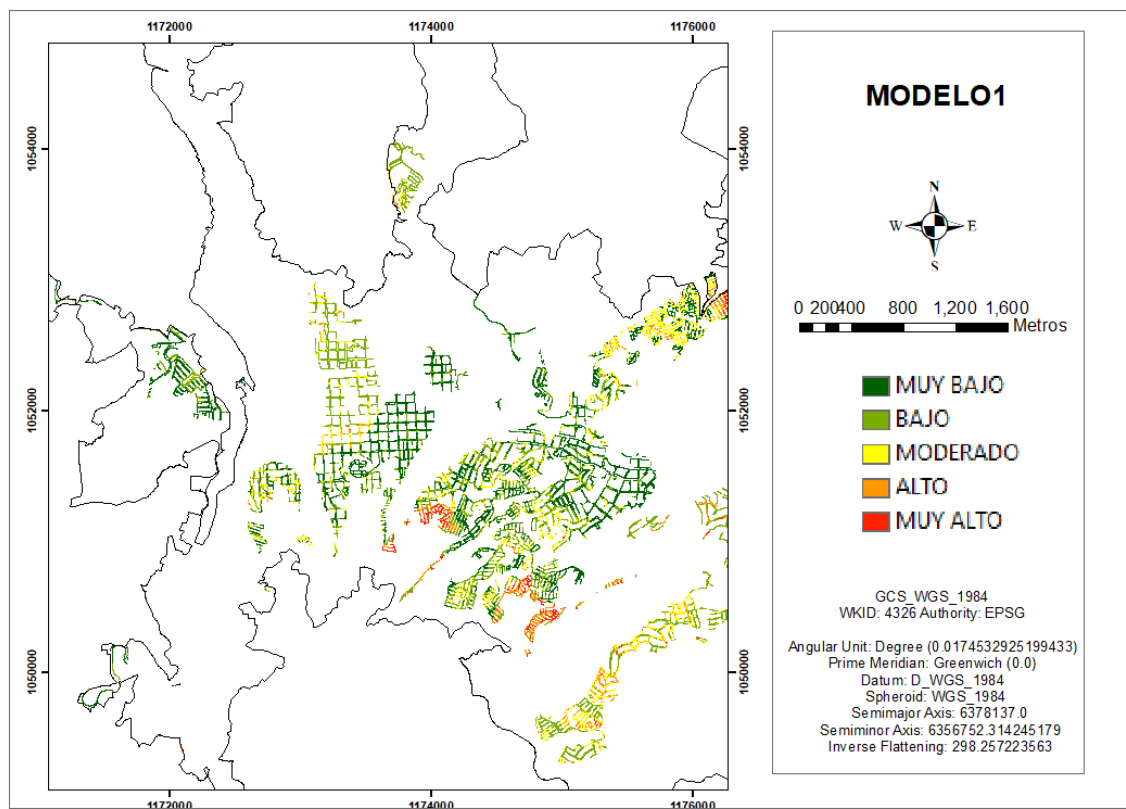 1172000 1174000 1176000
MODELO1
1054000 1054000
N
W E
S
0 200400 800 1,200 1,600
Metros
MUY BAJO
1052000 1052000
BAJO
MODERADO
ALTO
MUY ALTO
GCS_WGS_1984
WKID: 4326 Authority: EPSG
1050000 1050000
Angular Unit: Degree (0.0174532925199433)
Prime Meridian: Greenwich (0.0)
Datum: D_WGS_1984
Spheroid: WGS_1984
Semimajor Axis: 6378137.0
Semiminor Axis: 6356752.314245179
Inverse Flattening: 298.257223563
1172000 1174000 1176000